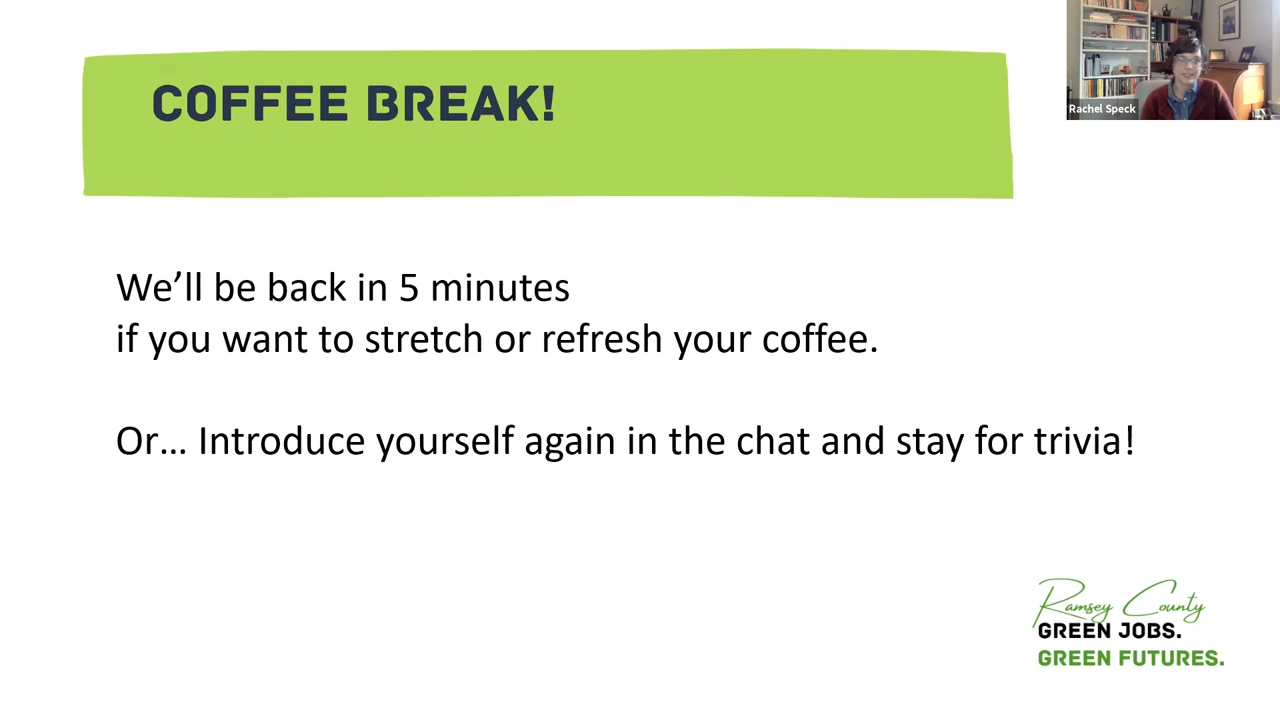 COFFEE BREAK!
Rachel Speck
We’ll be back in 5 minutes
if you want to stretch or refresh your coffee.
Or… Introduce yourself again in the chat and stay for trivia!
Ramsey County
GREEN JOBS.
GREEN FUTURES.